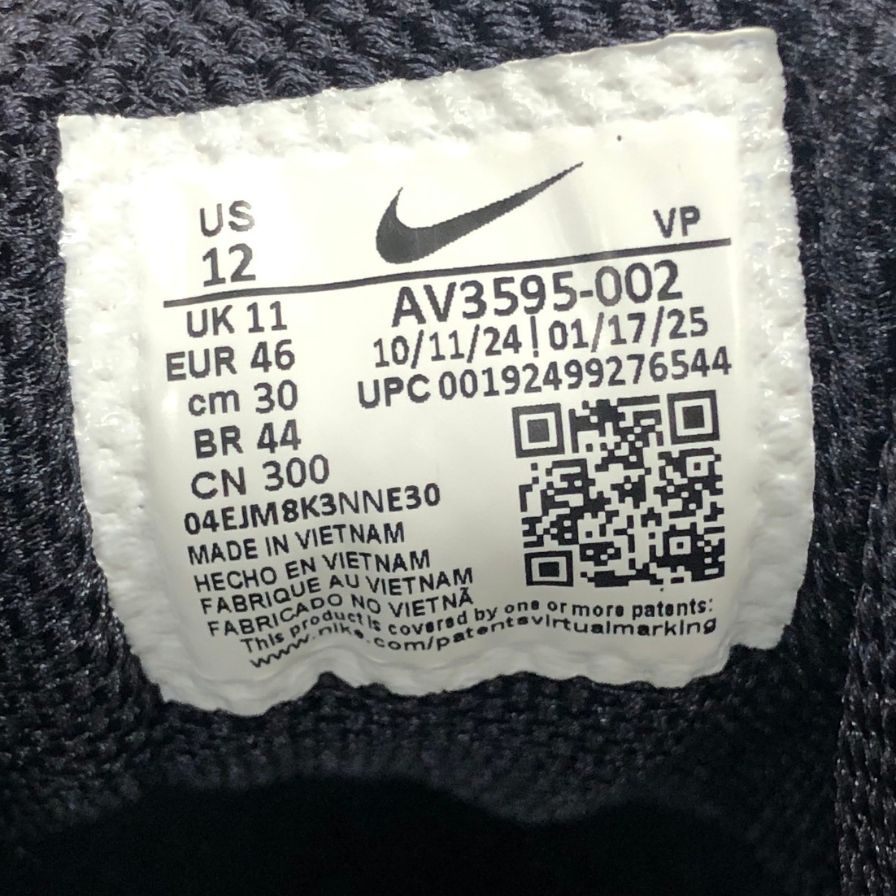 US
12
VP
UK 11
EUR 46
cm 30
BR 44
CN 300
AV3595-002
10/11/24 | 01/17/25
UPC 00192499276544
04EJM8K3NNE30
MADE IN VIETNAM
HECHO EN VIETNAM
FABRIQUE AU VIETNAM
FABRICADO NO VIETNÃ
This product is covered by one or more patents:
www.nike.com/patentsvirtualmarking